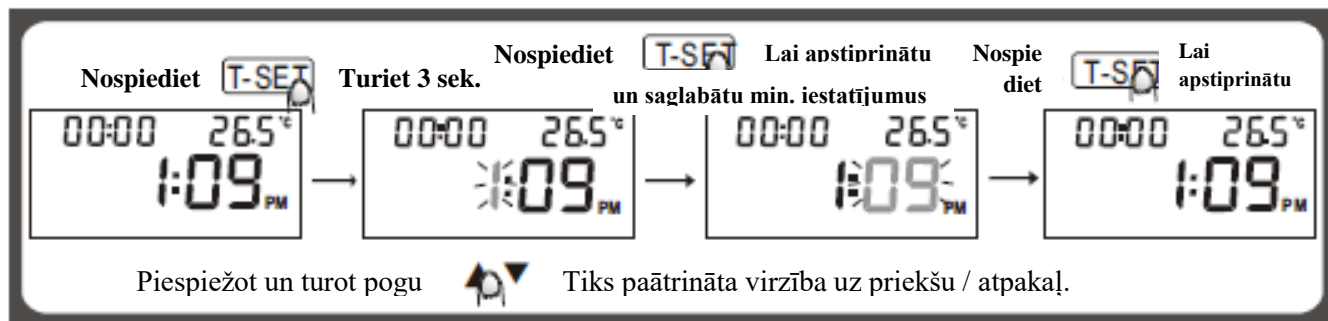 Nospiediet T-SET Turiet 3 sek. Nospiediet T-SET Lai apstiprinātu un saglabātu min. iestatījumus Nospie diet T-SET Lai apstiprinātu
00:00 26.5°C
1:09 PM
00:00 26.5°C
1:09 PM
00:00 26.5°C
1:09 PM
00:00 26.5°C
1:09 PM
Piespiežot un turot pogu ▲▼ Tiks paātrināta virzība uz priekšu / atpakaļ.